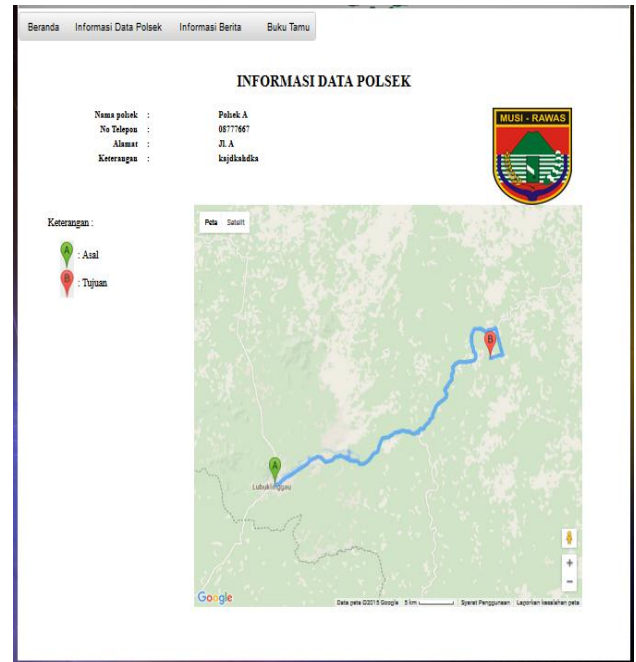 Beranda Informasi Data Polsek Informasi Berita Buku Tamu
INFORMASI DATA POLSEK
Nama polsek : Polsek A
No Telepon : 08777667
Alamat : Jl. A
Keterangan : kajdkahdka
MUSI - RAWAS
Keterangan :
A : Asal
B : Tujuan
Peta Satelit
B
A
Lubuklinggau
Google
Data peta ©2015 Google 5 km Syarat Penggunaan Laporkan kesalahan peta